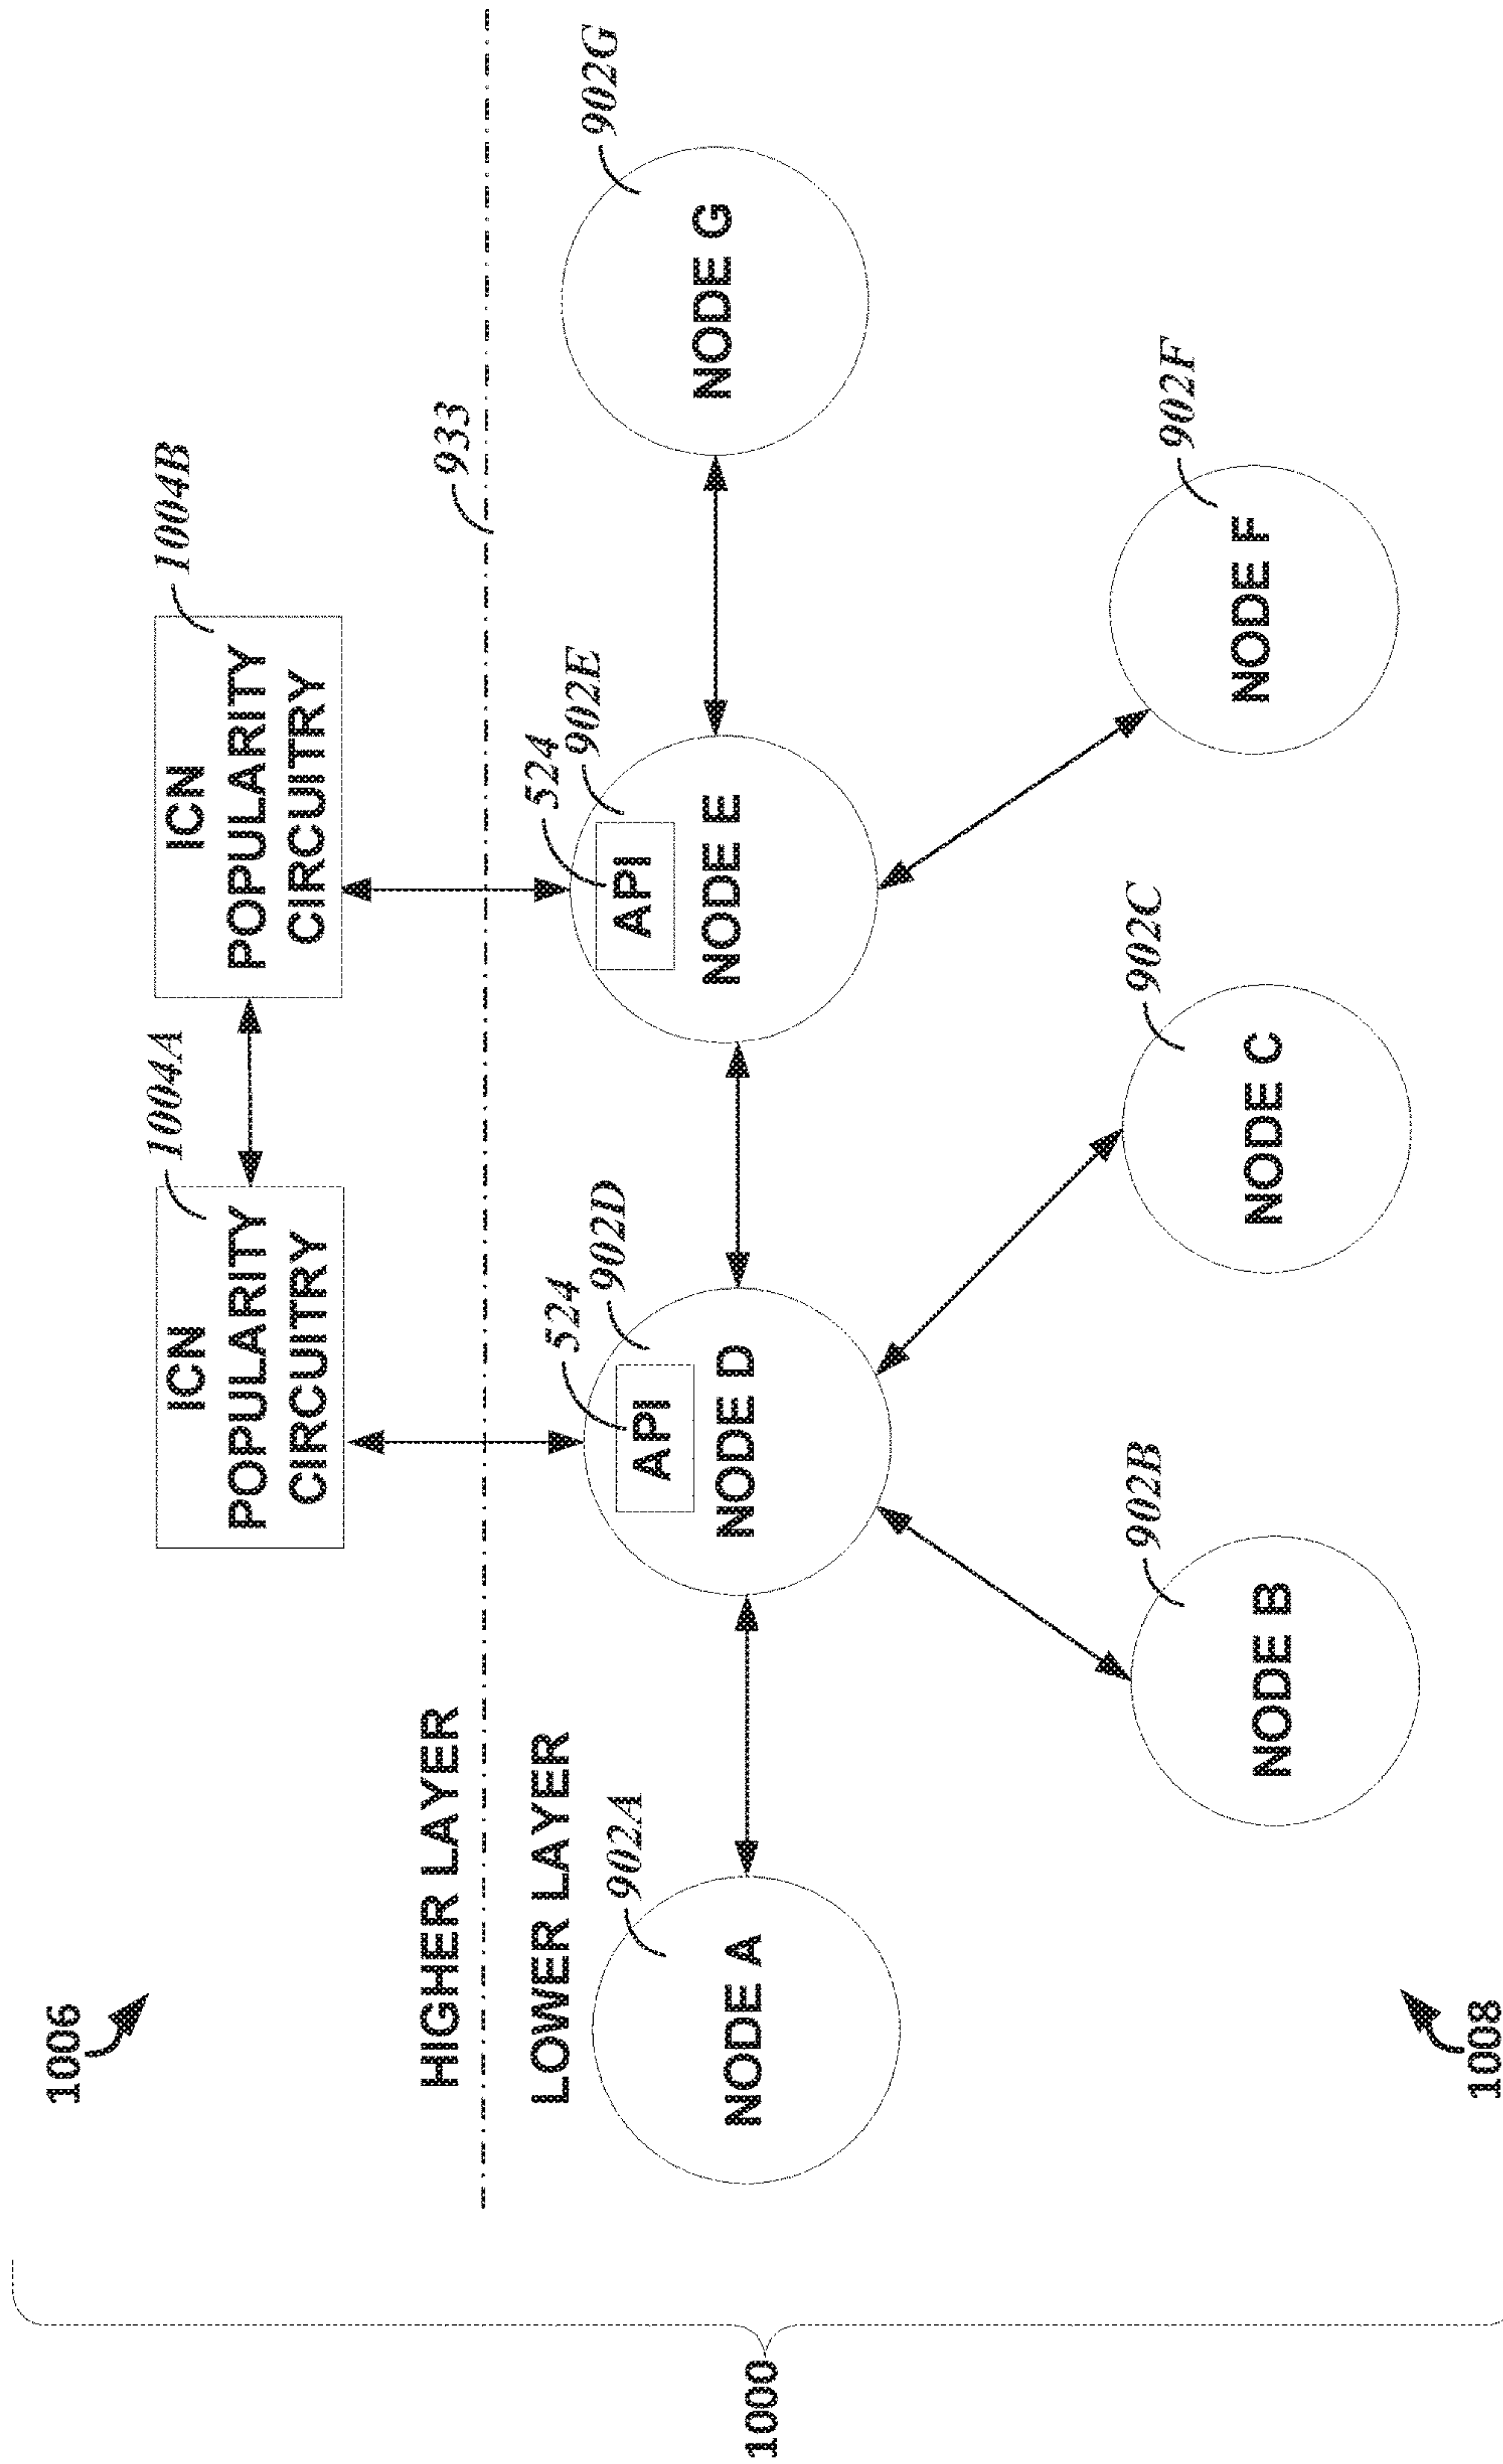 1006
1004A
1004B
ICN
POPULARITY
CIRCUITRY
ICN
POPULARITY
CIRCUITRY
HIGHER LAYER
933
LOWER LAYER
902A
NODE A
524
902D
API
NODE D
524
902E
API
NODE E
902G
NODE G
902B
NODE B
902C
NODE C
902F
NODE F
1008
1000